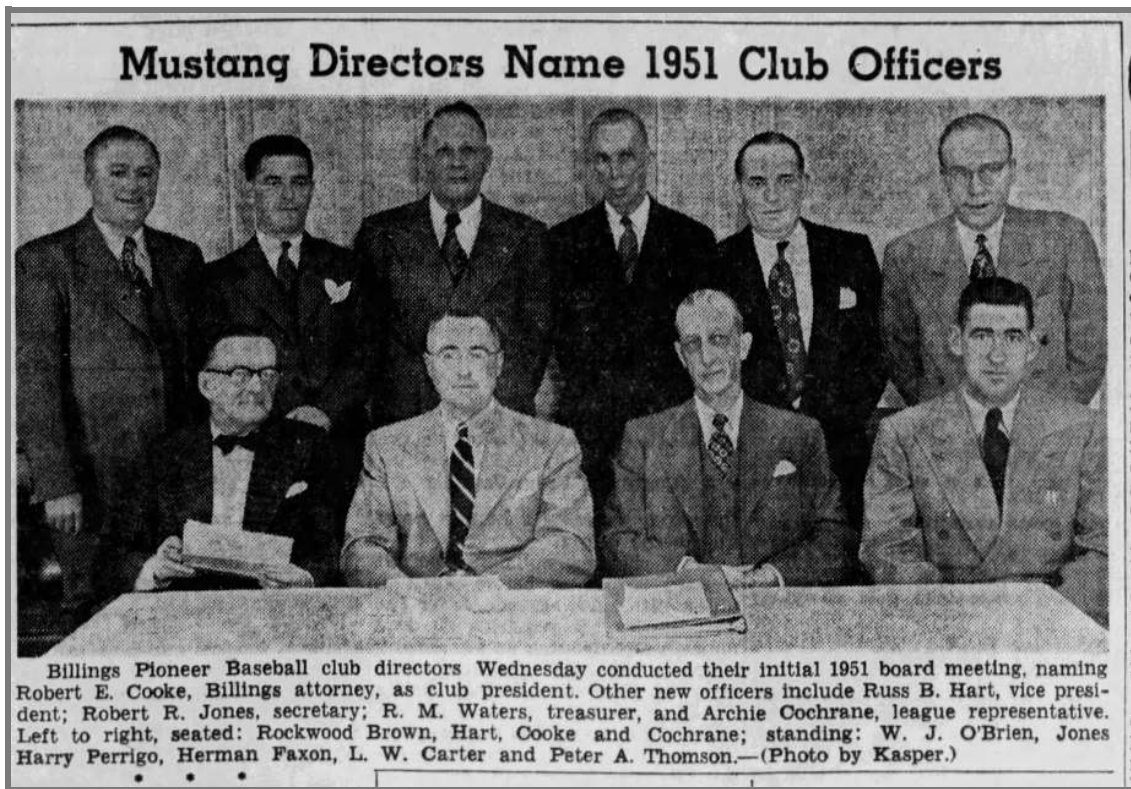 Mustang Directors Name 1951 Club Officers
Billings Pioneer Baseball club directors Wednesday conducted their initial 1951 board meeting, naming
Robert E. Cooke, Billings attorney, as club president. Other new officers include Russ B. Hart, vice presi-
dent; Robert R. Jones, secretary; R. M. Waters, treasurer, and Archie Cochrane, league representative.
Left to right, seated: Rockwood Brown, Hart, Cooke and Cochrane; standing: W. J. O'Brien, Jones
Harry Perrigo, Herman Faxon, L. W. Carter and Peter A. Thomson.—(Photo by Kasper.)